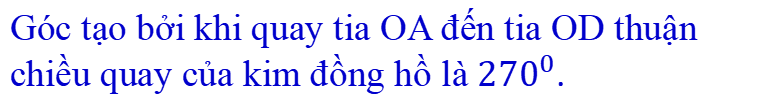 Góc tạo bởi khi quay tia OA đến tia OD thuận
chiều quay của kim đồng hồ là 270⁰.